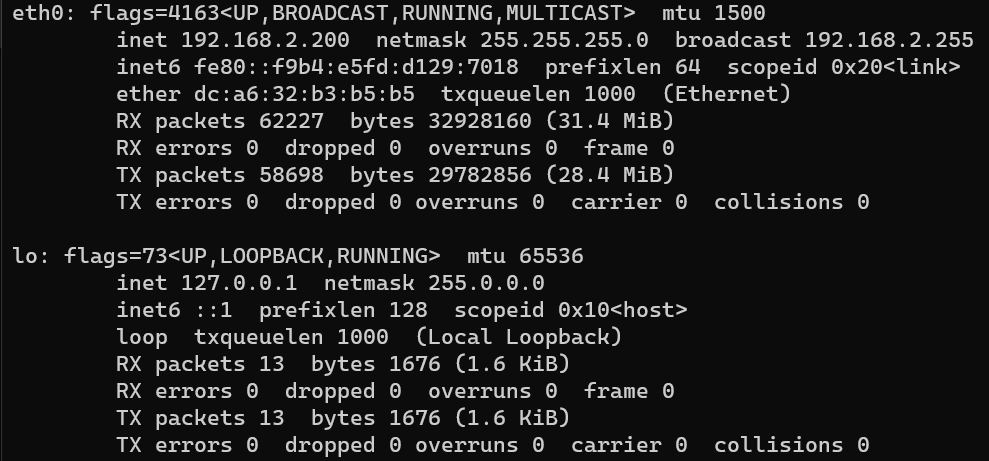 eth0: flags=4163<UP,BROADCAST,RUNNING,MULTICAST>  mtu 1500
        inet 192.168.2.200  netmask 255.255.255.0  broadcast 192.168.2.255
        inet6 fe80::f9b4:e5fd:d129:7018  prefixlen 64  scopeid 0x20<link>
        ether dc:a6:32:b3:b5:b5  txqueuelen 1000  (Ethernet)
        RX packets 62227  bytes 32928160 (31.4 MiB)
        RX errors 0  dropped 0  overruns 0  frame 0
        TX packets 58698  bytes 29782856 (28.4 MiB)
        TX errors 0  dropped 0 overruns 0  carrier 0  collisions 0

lo: flags=73<UP,LOOPBACK,RUNNING>  mtu 65536
        inet 127.0.0.1  netmask 255.0.0.0
        inet6 ::1  prefixlen 128  scopeid 0x10<host>
        loop  txqueuelen 1000  (Local Loopback)
        RX packets 13  bytes 1676 (1.6 KiB)
        RX errors 0  dropped 0  overruns 0  frame 0
        TX packets 13  bytes 1676 (1.6 KiB)
        TX errors 0  dropped 0 overruns 0  carrier 0  collisions 0